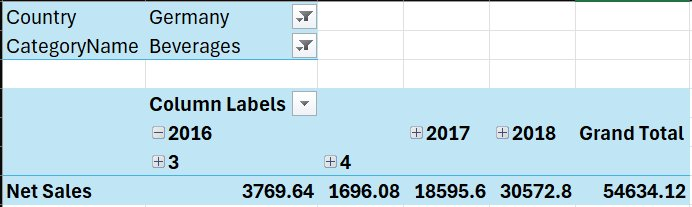 Country Germany
CategoryName Beverages
Column Labels
2016 2017 2018 Grand Total
3 4
Net Sales 3769.64 1696.08 18595.6 30572.8 54634.12